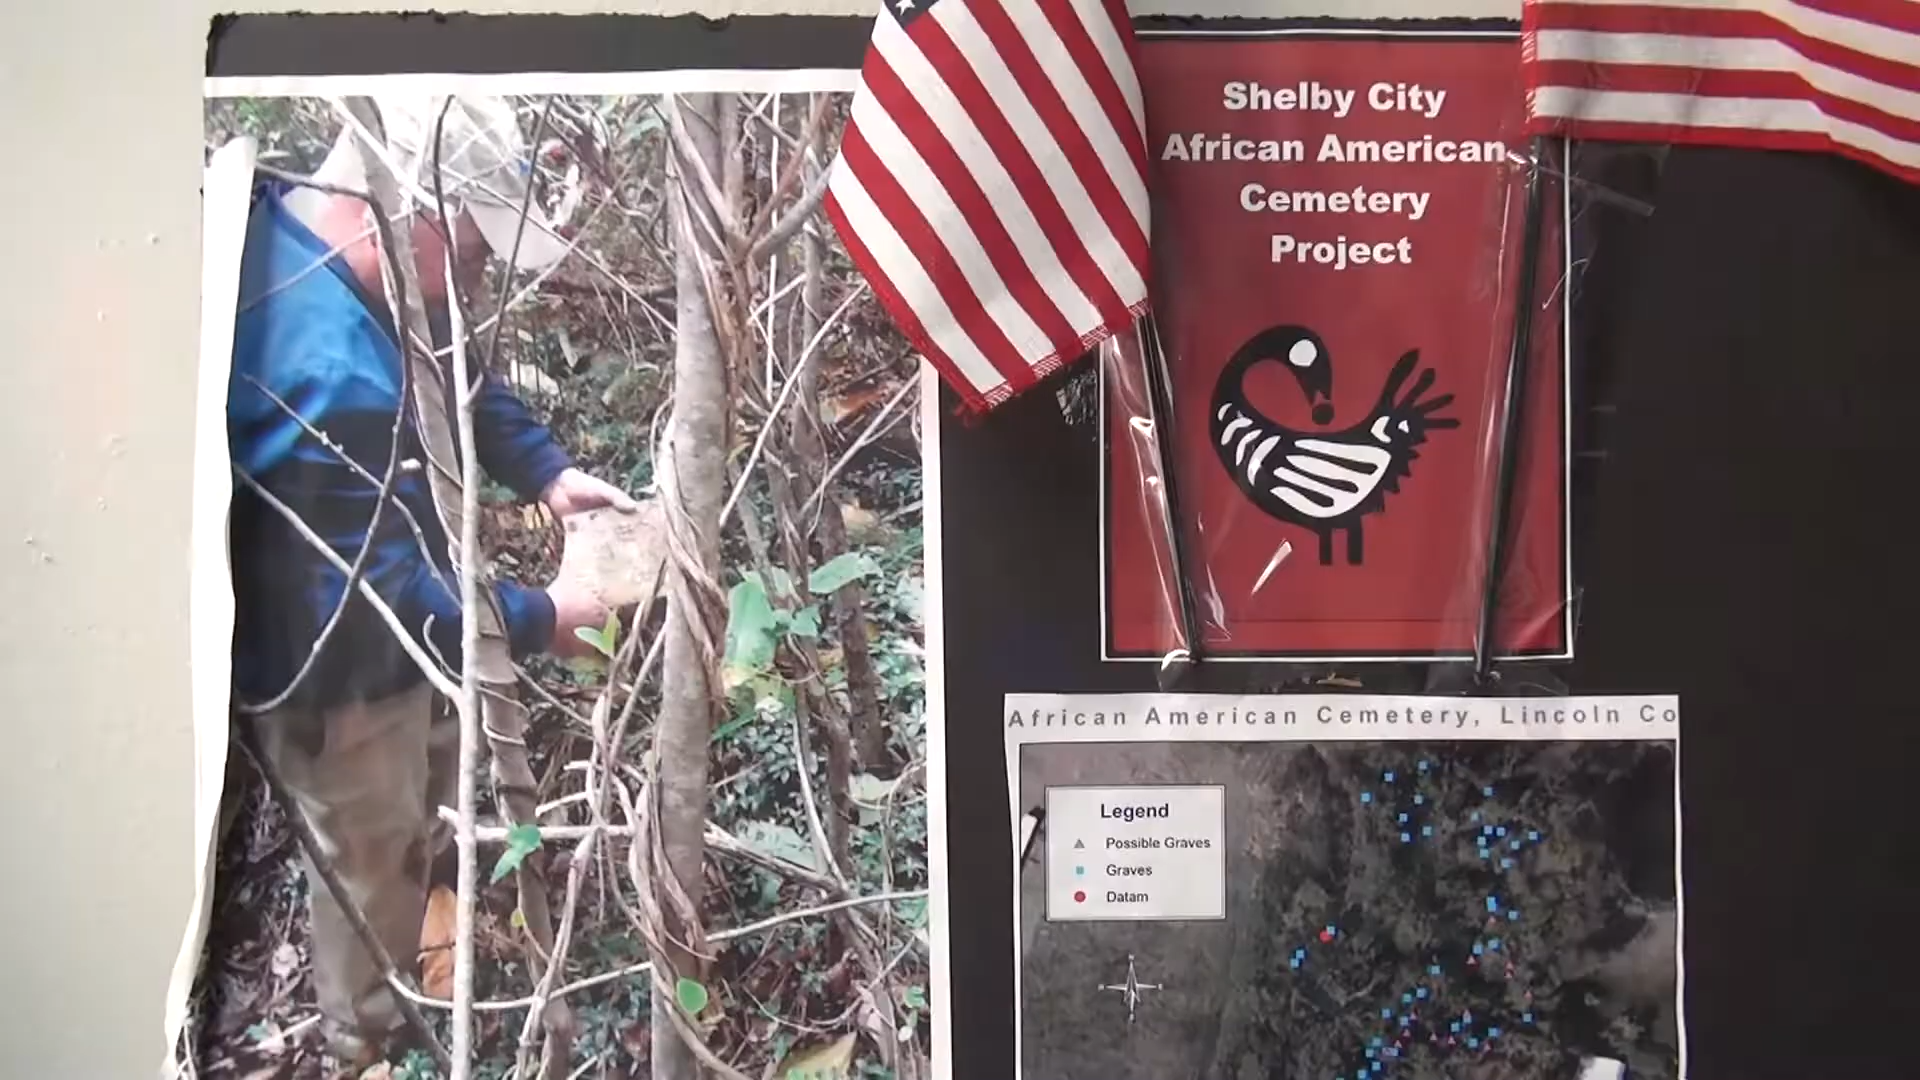 Shelby City
African American
Cemetery
Project
African American Cemetery, Lincoln Co
Legend
Possible Graves
Graves
Datam